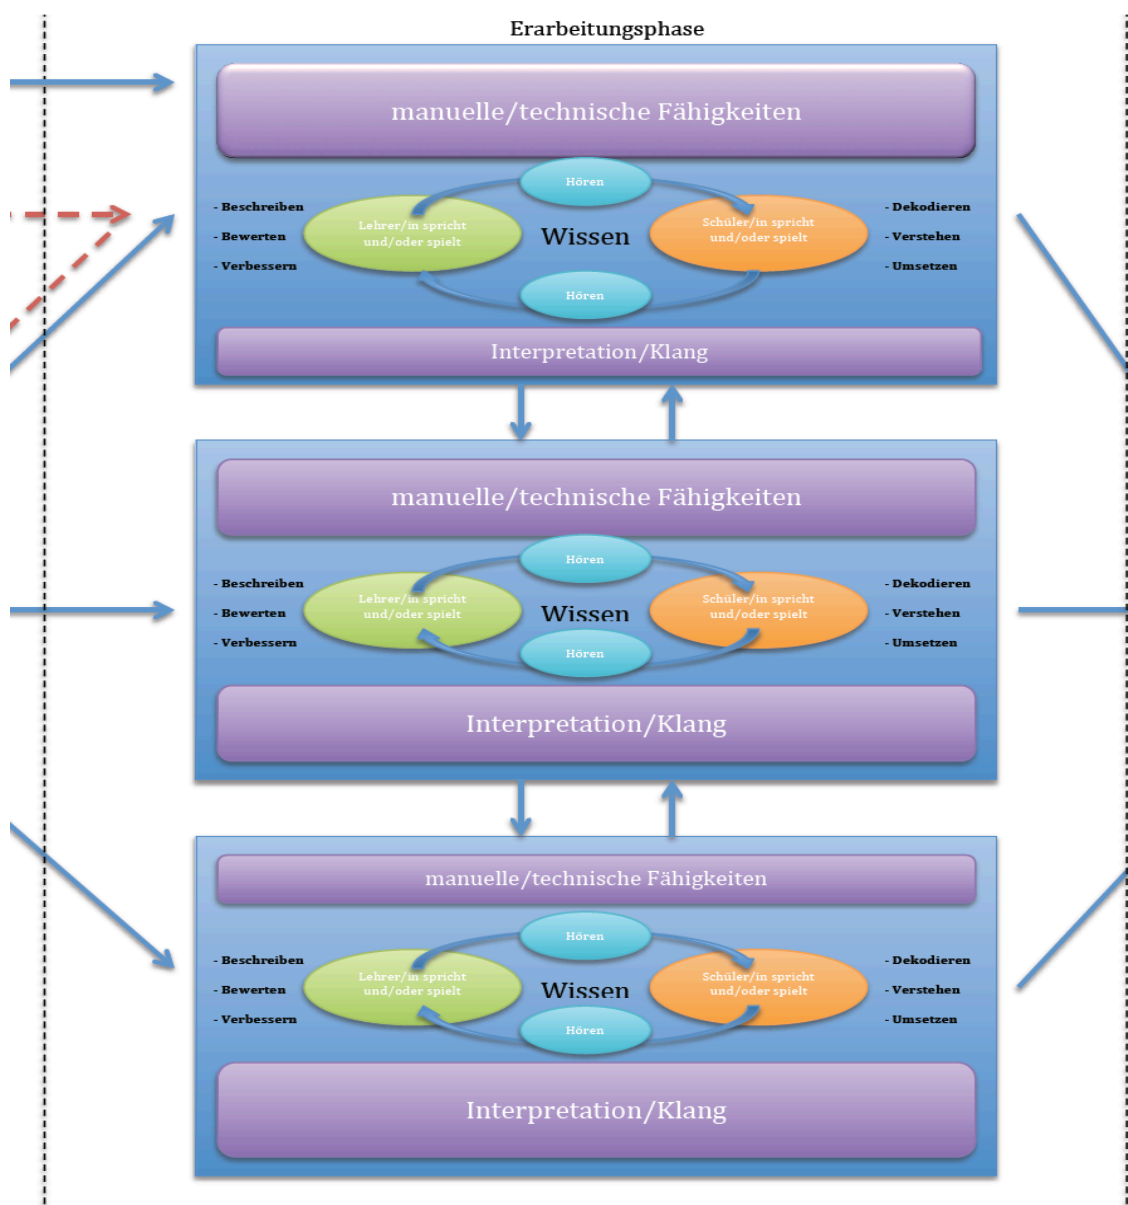 Erarbeitungsphase
manuelle/technische Fähigkeiten
Hören
- Beschreiben
- Bewerten
- Verbessern
Lehrer/in spricht
und/oder spielt
Wissen
Schüler/in spricht
und/oder spielt
- Dekodieren
- Verstehen
- Umsetzen
Hören
Interpretation/Klang
manuelle/technische Fähigkeiten
Hören
- Beschreiben
- Bewerten
- Verbessern
Lehrer/in spricht
und/oder spielt
Wissen
Schüler/in spricht
und/oder spielt
- Dekodieren
- Verstehen
- Umsetzen
Hören
Interpretation/Klang
manuelle/technische Fähigkeiten
Hören
- Beschreiben
- Bewerten
- Verbessern
Lehrer/in spricht
und/oder spielt
Wissen
Schüler/in spricht
und/oder spielt
- Dekodieren
- Verstehen
- Umsetzen
Hören
Interpretation/Klang